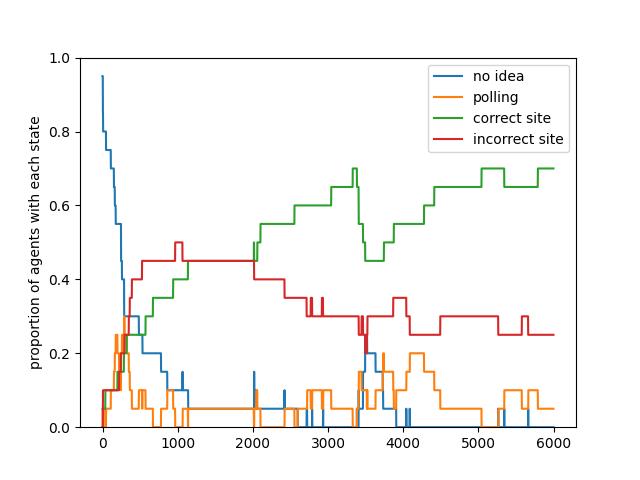 1.0
0.8
0.6
0.4
0.2
0.0
proportion of agents with each state
no idea
polling
correct site
incorrect site
0 1000 2000 3000 4000 5000 6000